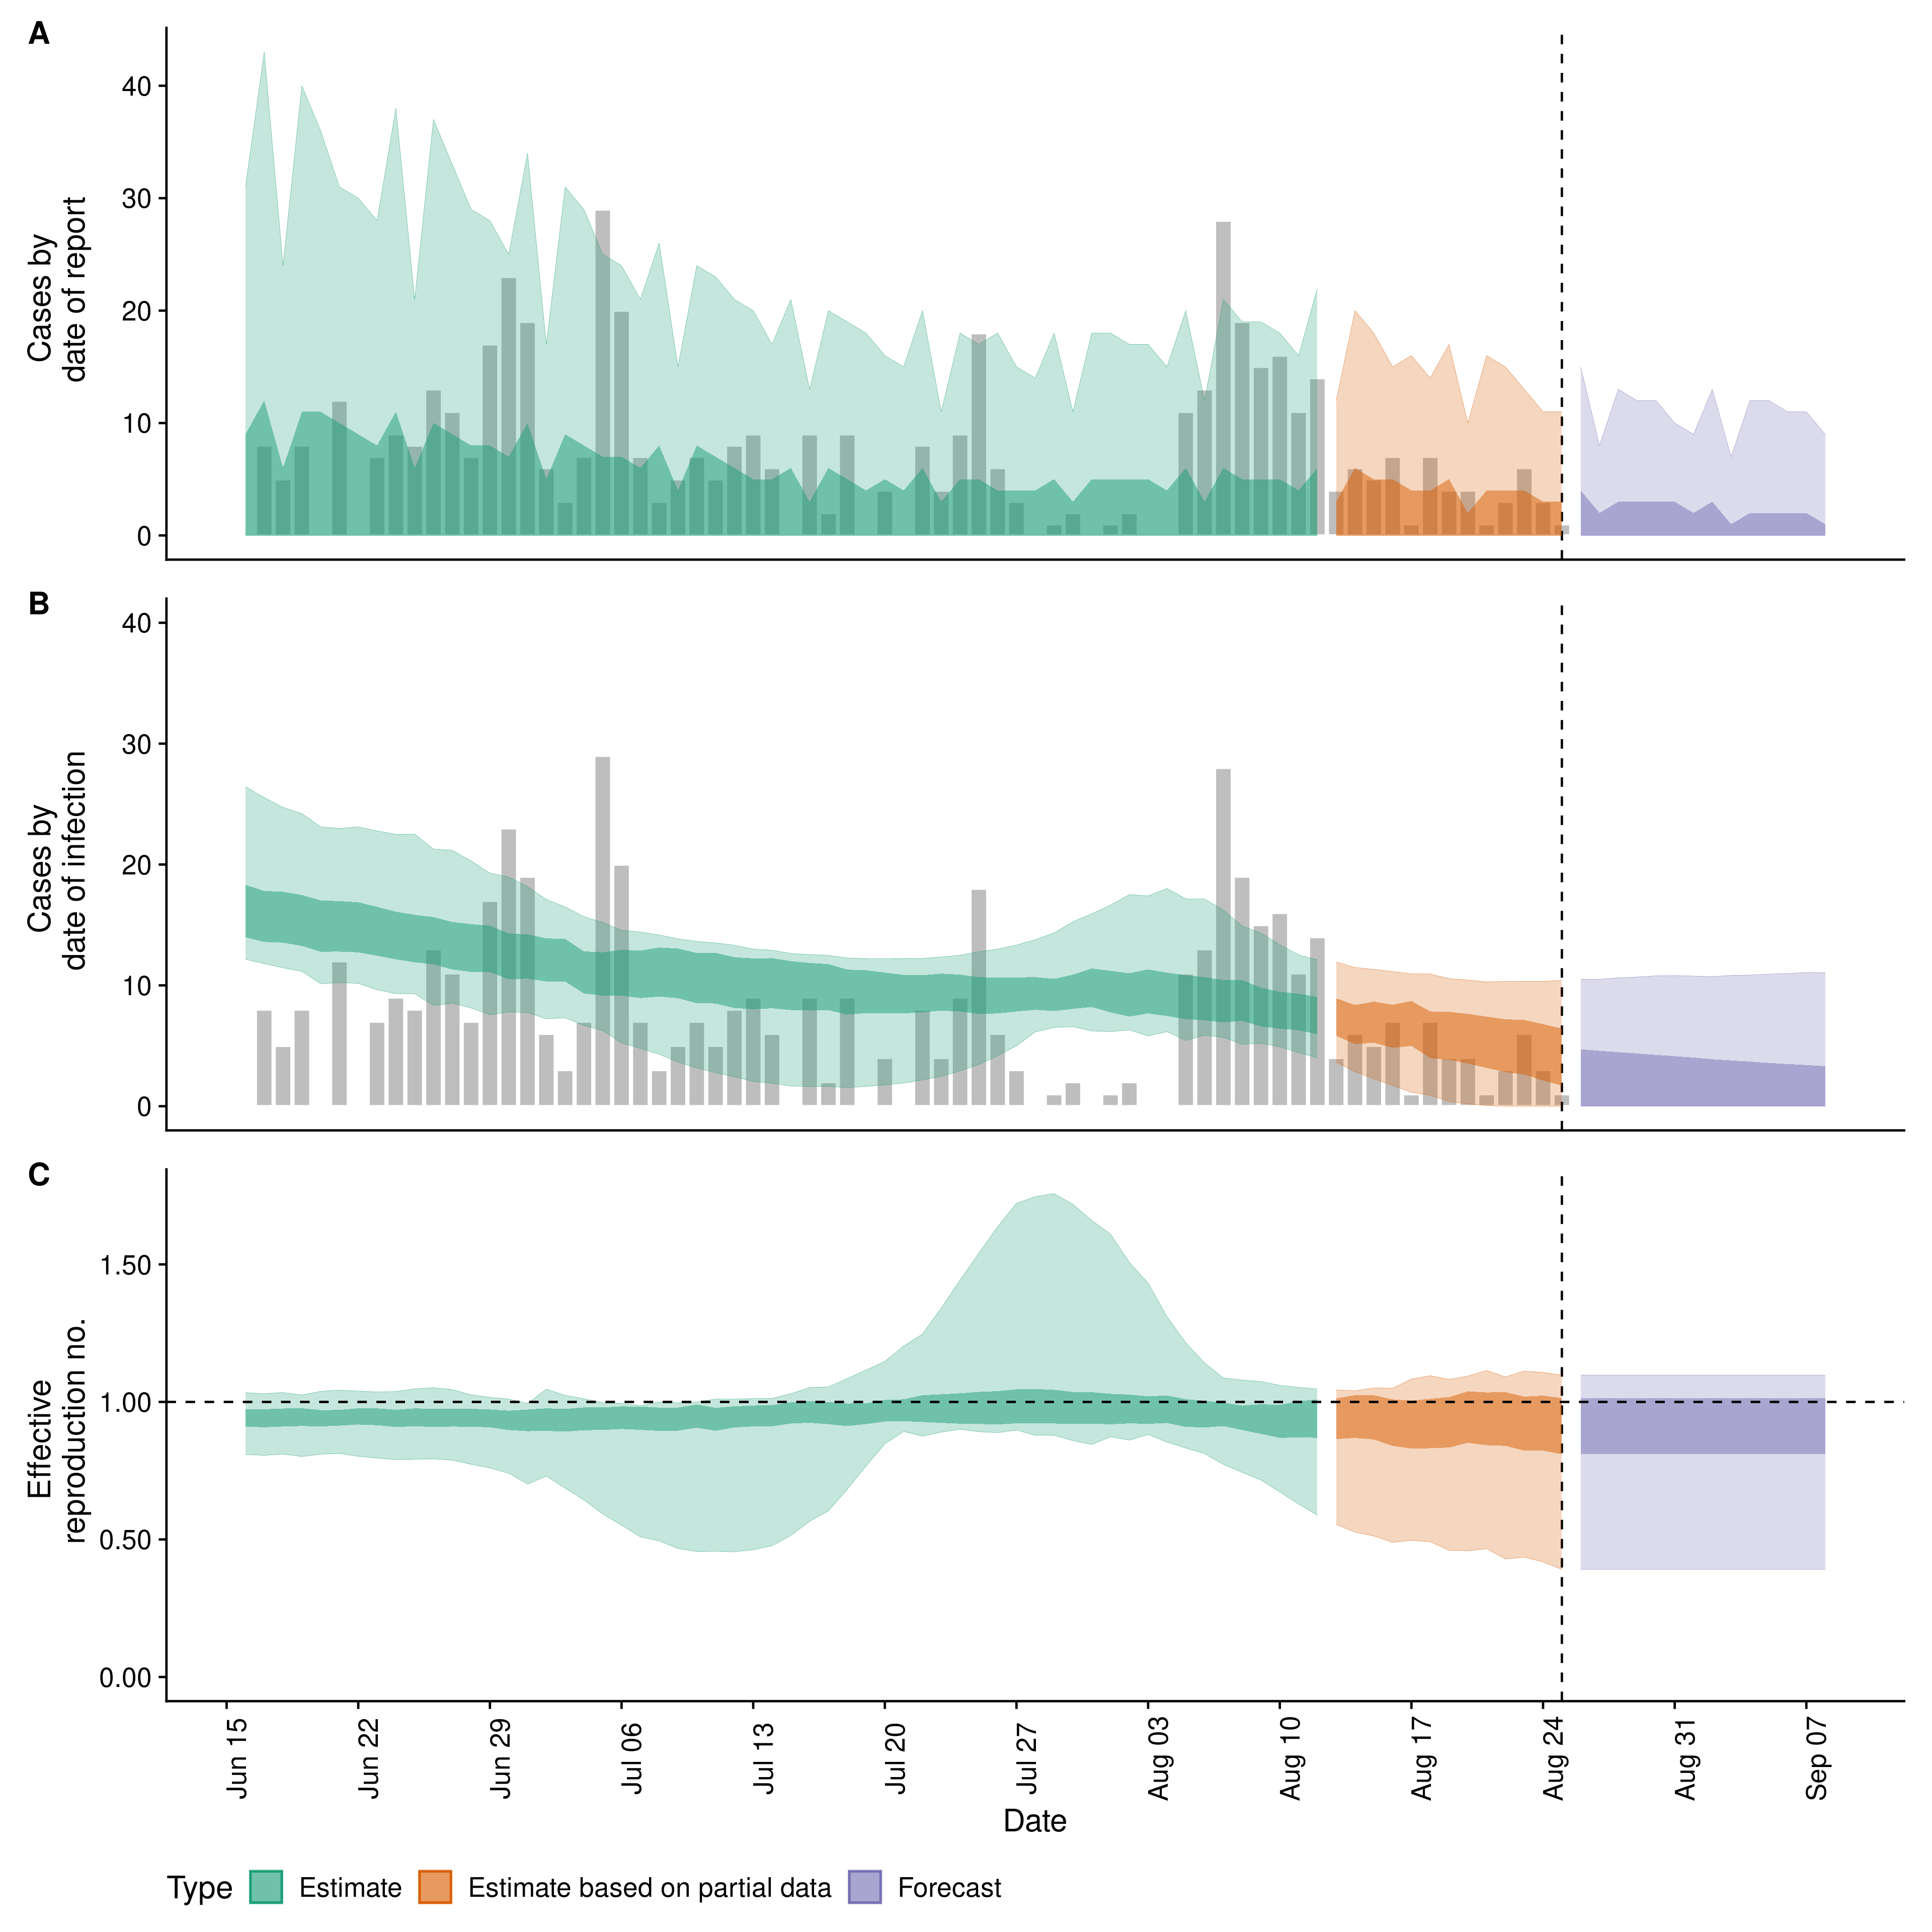 A
Cases by
date of report
40
30
20
10
0
B
Cases by
date of infection
40
30
20
10
0
C
Effective
reproduction no.
1.50
1.00
0.50
0.00
Jun 15
Jun 22
Jun 29
Jul 06
Jul 13
Jul 20
Jul 27
Aug 03
Aug 10
Aug 17
Aug 24
Aug 31
Sep 07
Date
Type Estimate Estimate based on partial data Forecast